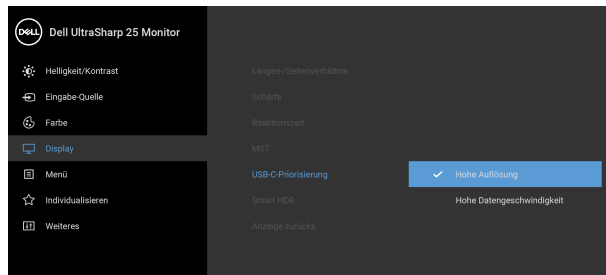 DELL
Dell UltraSharp 25 Monitor
Helligkeit/Kontrast
Eingabe-Quelle
Farbe
Display
Menü
Individualisieren
Weiteres
Längen-/Seitenverhältnis
Schärfe
Reaktionszeit
MST
USB-C-Priorisierung
Smart HDR
Anzeige zurücks.
Hohe Auflösung
Hohe Datengeschwindigkeit